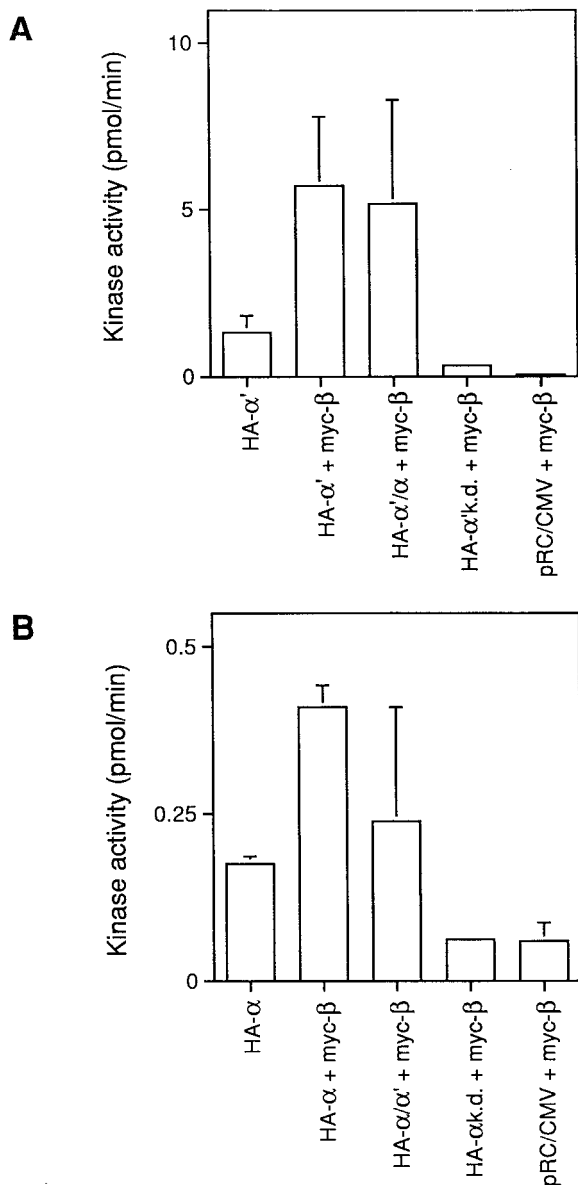 A
Kinase activity (pmol/min)
10
5
0
HA-α'
HA-α' + myc-β
HA-α'/α + myc-β
HA-α'k.d. + myc-β
pRC/CMV + myc-β
B
Kinase activity (pmol/min)
0.5
0.25
0
HA-α
HA-α + myc-β
HA-α/α' + myc-β
HA-αk.d. + myc-β
pRC/CMV + myc-β